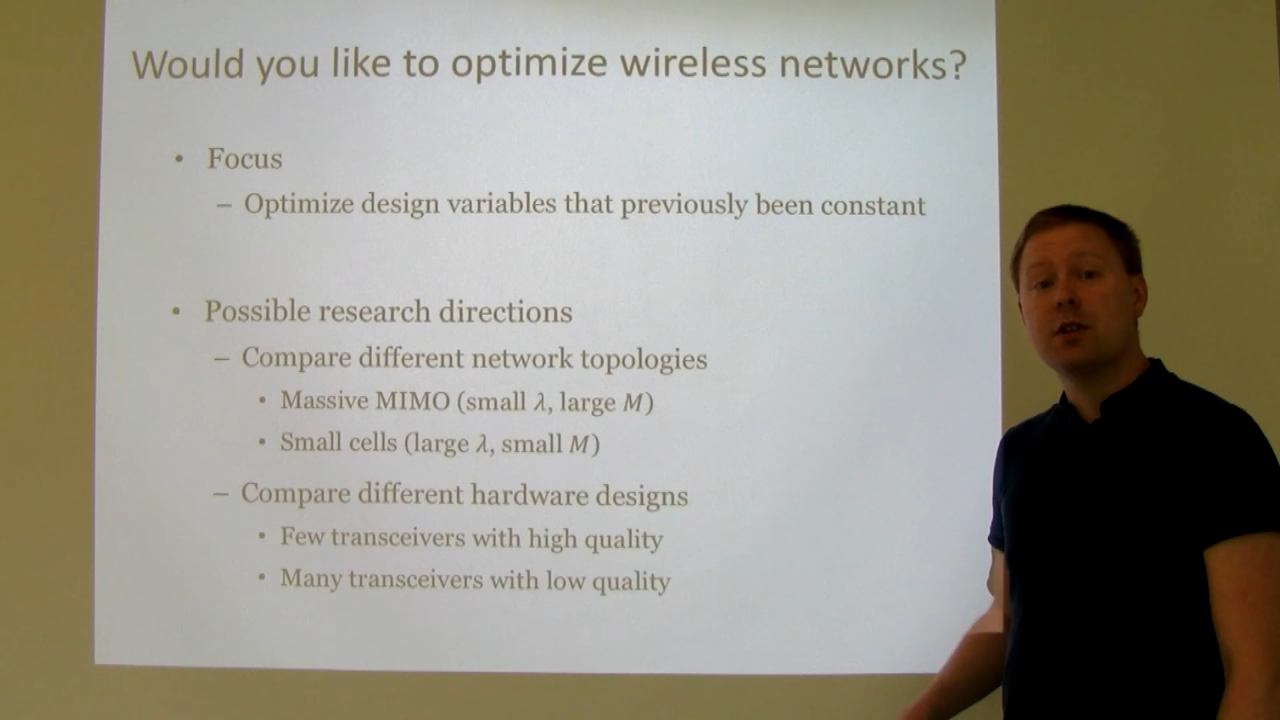 Would you like to optimize wireless networks?
• Focus
– Optimize design variables that previously been constant
• Possible research directions
– Compare different network topologies
• Massive MIMO (small λ, large M)
• Small cells (large λ, small M)
– Compare different hardware designs
• Few transceivers with high quality
• Many transceivers with low quality